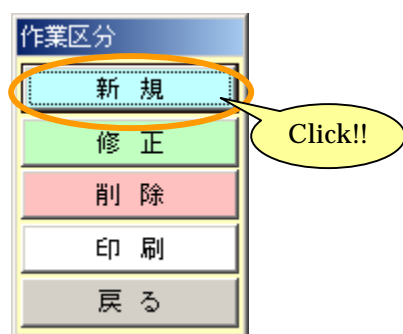 作業区分
新 規
Click!!
修 正
削 除
印 刷
戻 る